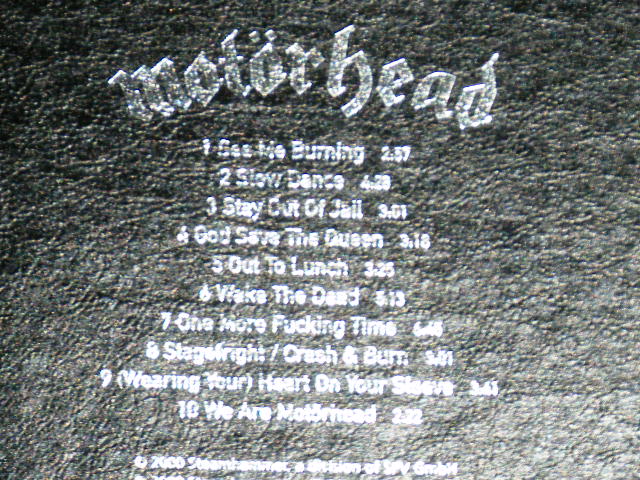 Motörhead
1 See Me Burning 2:57
2 Slow Dance 4:28
3 Stay Out Of Jail 3:01
4 God Save The Queen 3:18
5 Out To Lunch 3:25
6 Wake The Dead 5:13
7 One More Fucking Time 6:45
8 Stagefright / Crash & Burn 3:01
9 (Wearing Your) Heart On Your Sleeve 3:41
10 We Are Motörhead 2:22
© 2000 Steamhammer, a division of SPV GmbH